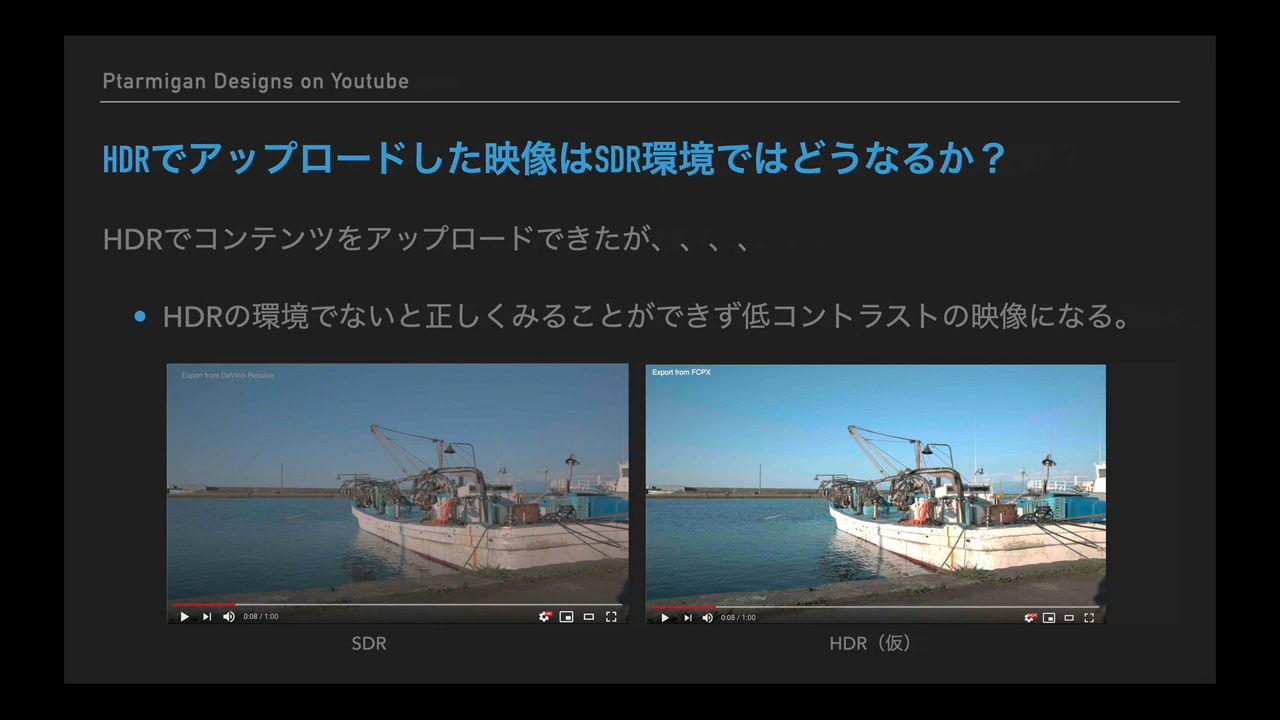 Ptarmigan Designs on Youtube
HDRでアップロードした映像はSDR環境ではどうなるか？
HDRでコンテンツをアップロードできたが、、、、
• HDRの環境でないと正しくみることができず低コントラストの映像になる。
Export from DaVinci Resolve
Export from FCPX
0:08 / 1:00
0:08 / 1:00
SDR
HDR（仮）